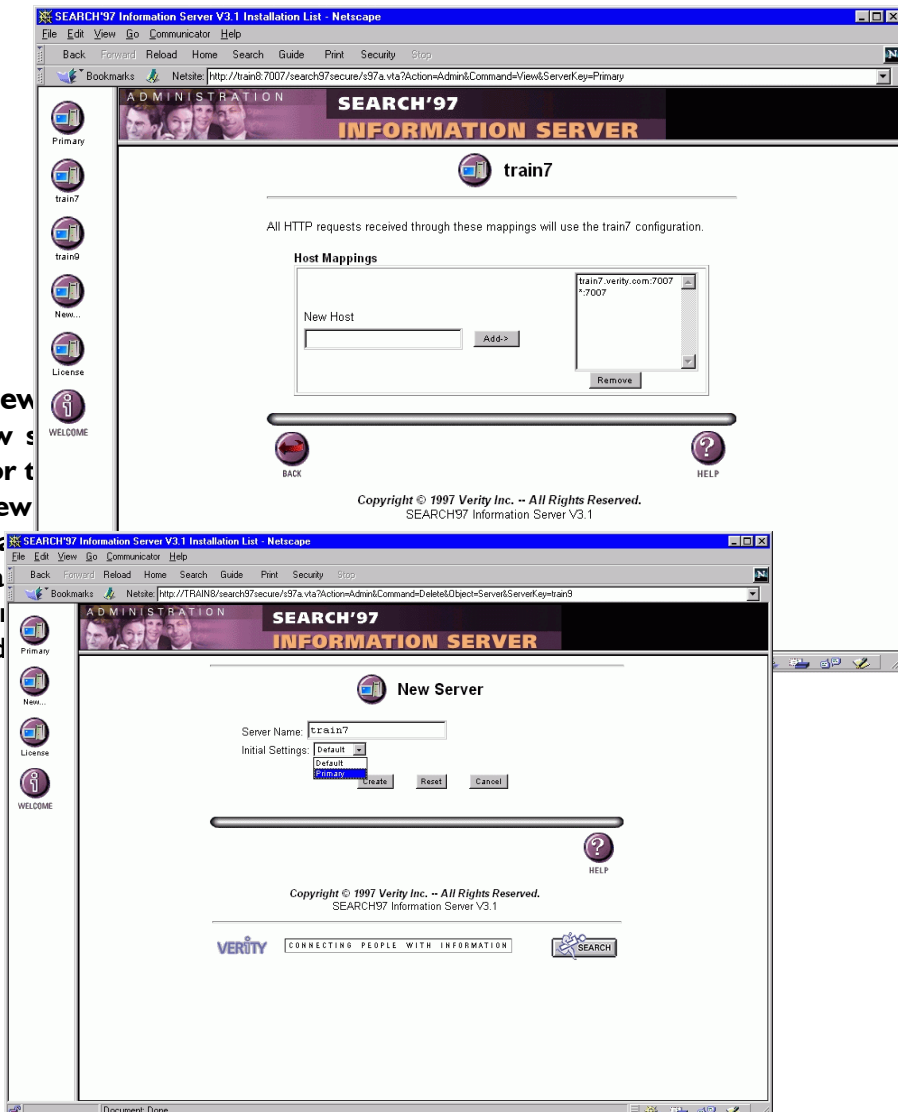 SEARCH'97 Information Server V3.1 Installation List - Netscape
File Edit View Go Communicator Help
Back Forward Reload Home Search Guide Print Security Stop
Bookmarks Netsite: http://train8:7007/search97secure/s97a.vta?Action=Admin&Command=View&ServerKey=Primary
ADMINISTRATION
SEARCH'97
INFORMATION SERVER
Primary
train7
train9
New...
License
WELCOME
train7
All HTTP requests received through these mappings will use the train7 configuration.
Host Mappings
New Host
Add->
train7.verity.com:7007
*:7007
Remove
BACK
HELP
Copyright © 1997 Verity Inc. -- All Rights Reserved.
SEARCH'97 Information Server V3.1
SEARCH'97 Information Server V3.1 Installation List - Netscape
File Edit View Go Communicator Help
Back Forward Reload Home Search Guide Print Security Stop
Bookmarks Netsite: http://TRAIN8/search97secure/s97a.vta?Action=Admin&Command=Delete&Object=Server&ServerKey=train9
ADMINISTRATION
SEARCH'97
INFORMATION SERVER
Primary
New...
License
WELCOME
New Server
Server Name: train7
Initial Settings: Default
Default
Primary
Create Reset Cancel
HELP
Copyright © 1997 Verity Inc. -- All Rights Reserved.
SEARCH'97 Information Server V3.1
VERITY CONNECTING PEOPLE WITH INFORMATION SEARCH
Document: Done